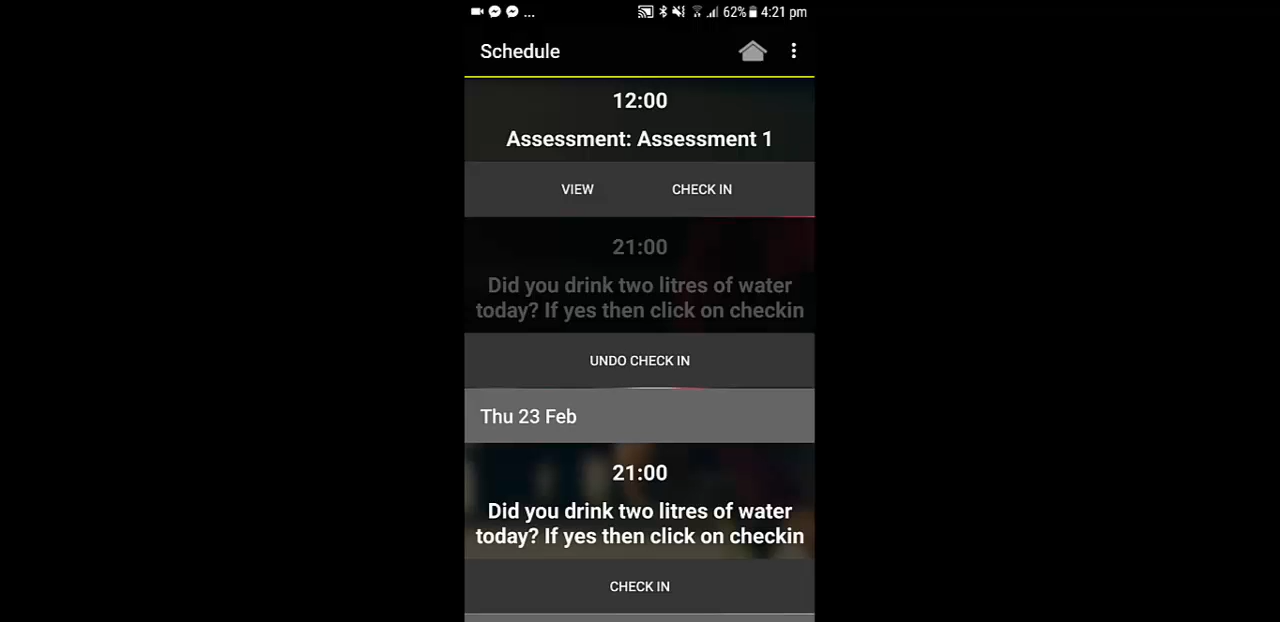 ... 62% 4:21 pm
Schedule
12:00
Assessment: Assessment 1
VIEW CHECK IN
21:00
Did you drink two litres of water
today? If yes then click on checkin
UNDO CHECK IN
Thu 23 Feb
21:00
Did you drink two litres of water
today? If yes then click on checkin
CHECK IN